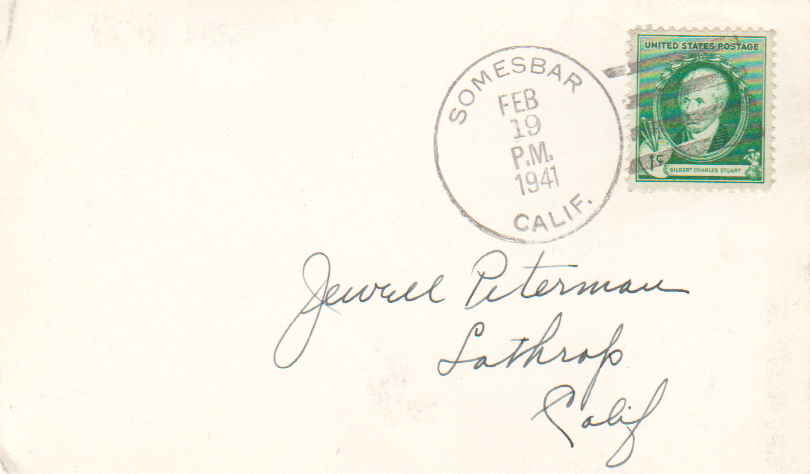 SOMESBAR
FEB
19
P.M.
1941
CALIF.
UNITED STATES POSTAGE
1¢
GILBERT CHARLES STUART
Jewell Peterman
Lathrop
Calif